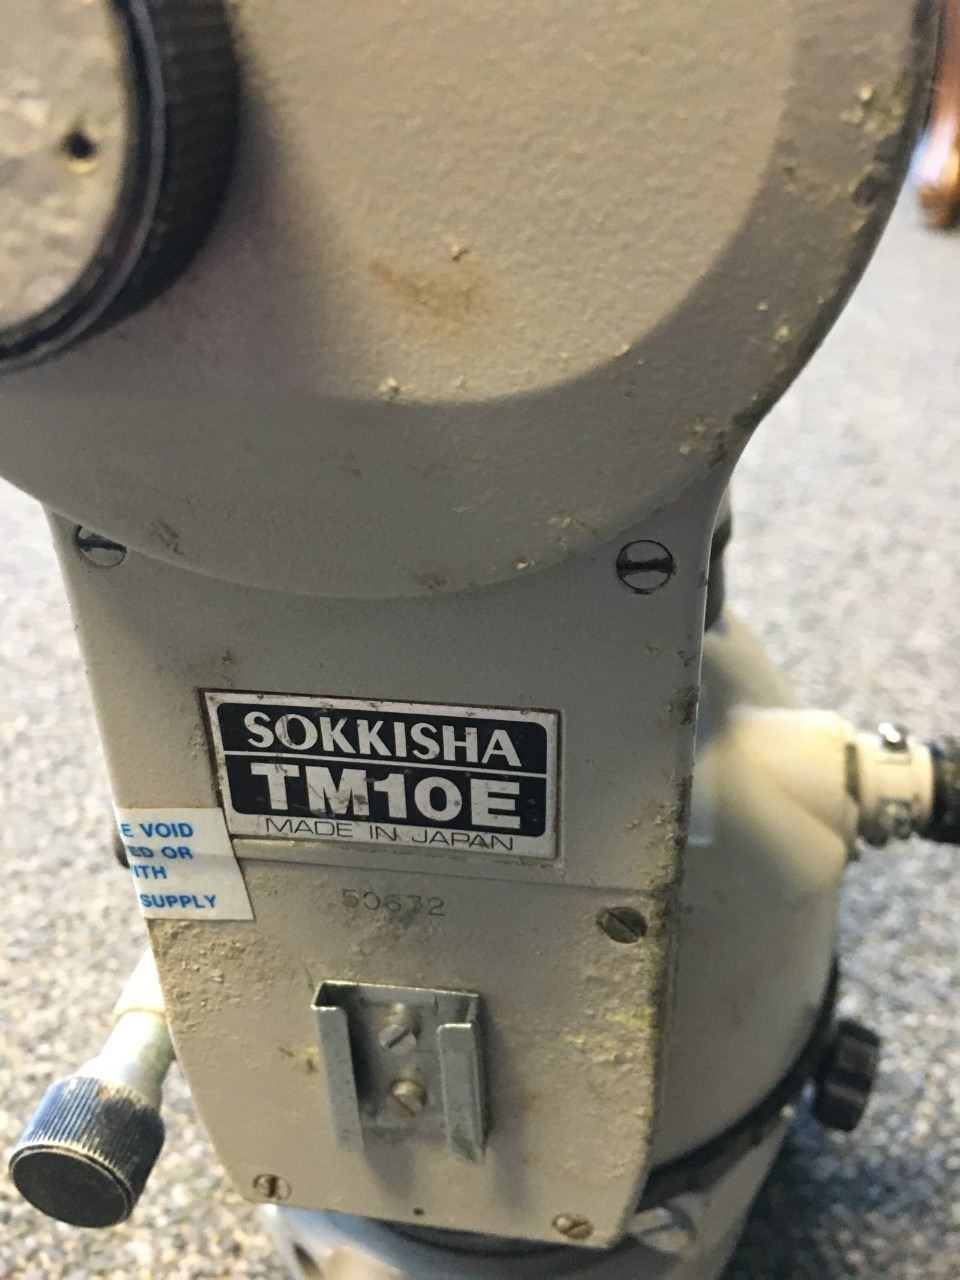 SOKKISHA
TM10E
MADE IN JAPAN
E VOID
ED OR
ITH
SUPPLY
50672